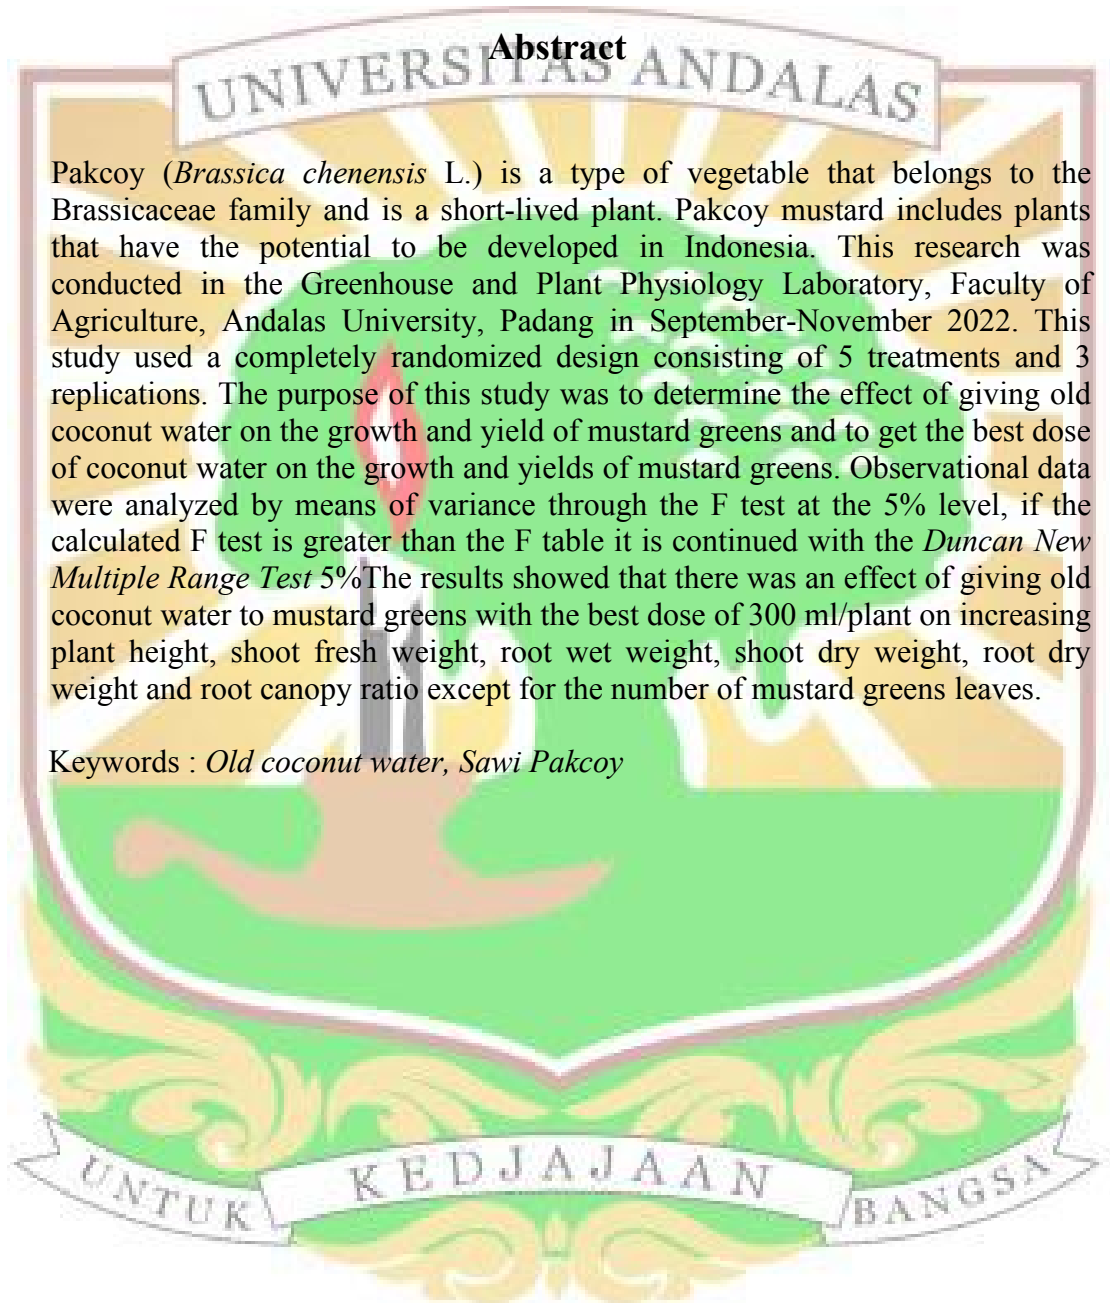 Abstract
UNIVERSITAS ANDALAS
Pakcoy (Brassica chenensis L.) is a type of vegetable that belongs to the
Brassicaceae family and is a short-lived plant. Pakcoy mustard includes plants
that have the potential to be developed in Indonesia. This research was
conducted in the Greenhouse and Plant Physiology Laboratory, Faculty of
Agriculture, Andalas University, Padang in September-November 2022. This
study used a completely randomized design consisting of 5 treatments and 3
replications. The purpose of this study was to determine the effect of giving old
coconut water on the growth and yield of mustard greens and to get the best dose
of coconut water on the growth and yields of mustard greens. Observational data
were analyzed by means of variance through the F test at the 5% level, if the
calculated F test is greater than the F table it is continued with the Duncan New
Multiple Range Test 5%The results showed that there was an effect of giving old
coconut water to mustard greens with the best dose of 300 ml/plant on increasing
plant height, shoot fresh weight, root wet weight, shoot dry weight, root dry
weight and root canopy ratio except for the number of mustard greens leaves.
Keywords : Old coconut water, Sawi Pakcoy
UNTUK KEDJAJAAN BANGSA